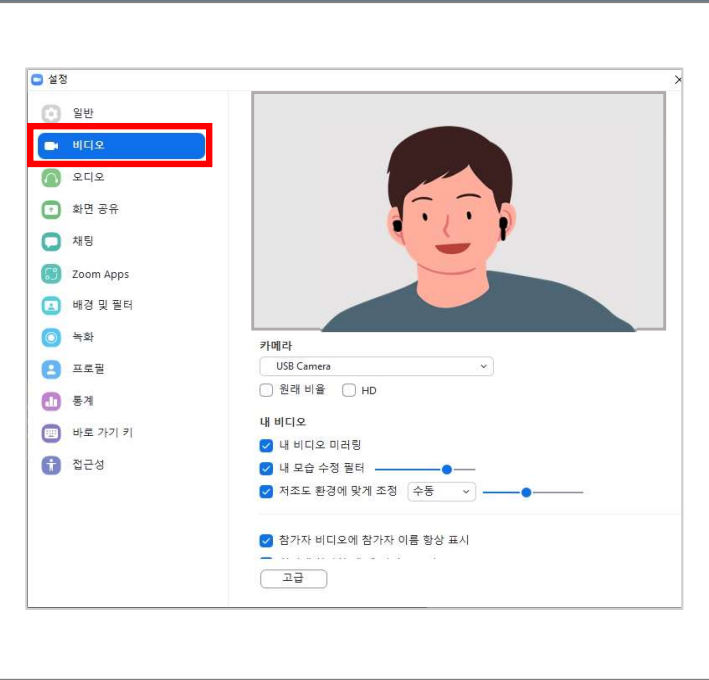 설정
일반
비디오
오디오
화면 공유
채팅
Zoom Apps
배경 및 필터
녹화
프로필
통계
바로 가기 키
접근성
카메라
USB Camera
원래 비율 HD
내 비디오
내 비디오 미러링
내 모습 수정 필터
저조도 환경에 맞게 조정 수동
참가자 비디오에 참가자 이름 항상 표시
고급